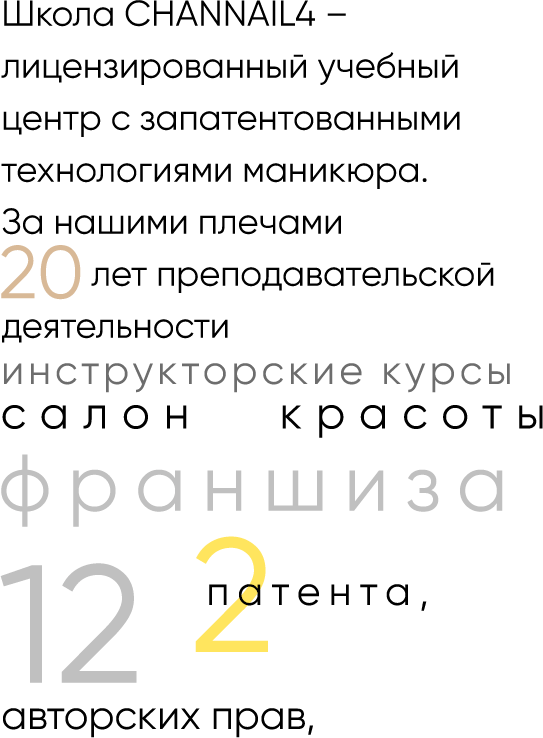 Школа CHANNAIL4 –
лицензированный учебный
центр с запатентованными
технологиями маникюра.
За нашими плечами
20 лет преподавательской
деятельности
инструкторские курсы
салон красоты
франшиза
2 патента,
12
авторских прав,